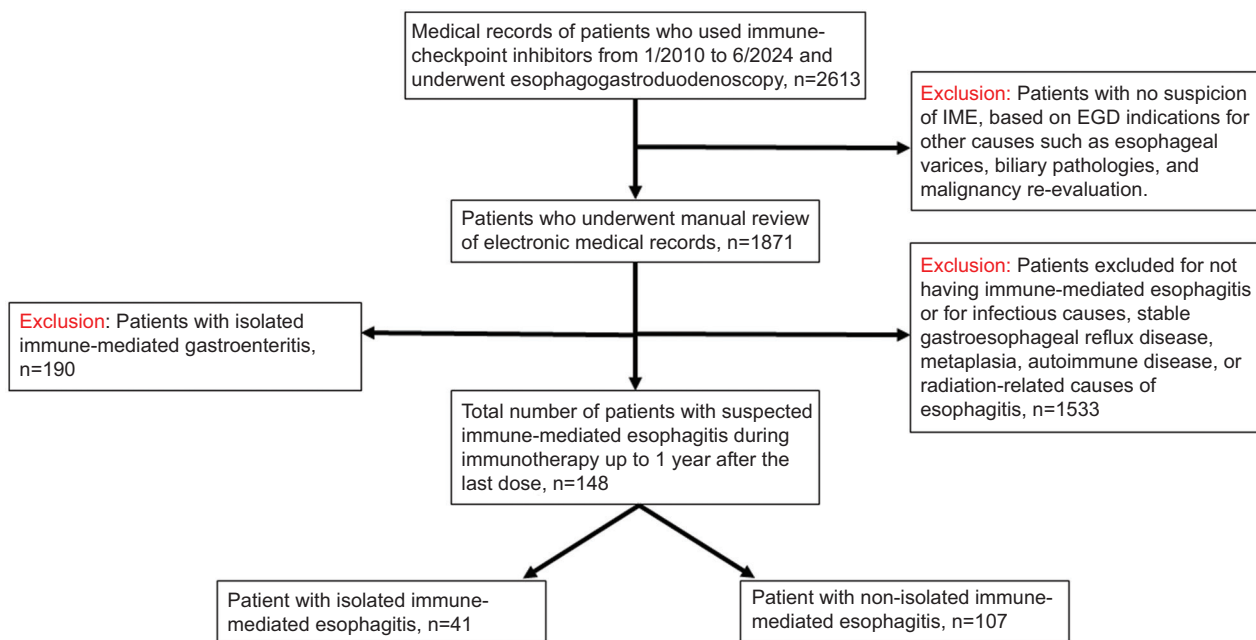 Medical records of patients who used immune-
checkpoint inhibitors from 1/2010 to 6/2024 and
underwent esophagogastroduodenoscopy, n=2613
Exclusion: Patients with no suspicion
of IME, based on EGD indications for
other causes such as esophageal
varices, biliary pathologies, and
malignancy re-evaluation.
Patients who underwent manual review
of electronic medical records, n=1871
Exclusion: Patients excluded for not
having immune-mediated esophagitis
or for infectious causes, stable
gastroesophageal reflux disease,
metaplasia, autoimmune disease, or
radiation-related causes of
esophagitis, n=1533
Exclusion: Patients with isolated
immune-mediated gastroenteritis,
n=190
Total number of patients with suspected
immune-mediated esophagitis during
immunotherapy up to 1 year after the
last dose, n=148
Patient with isolated immune-
mediated esophagitis, n=41
Patient with non-isolated immune-
mediated esophagitis, n=107